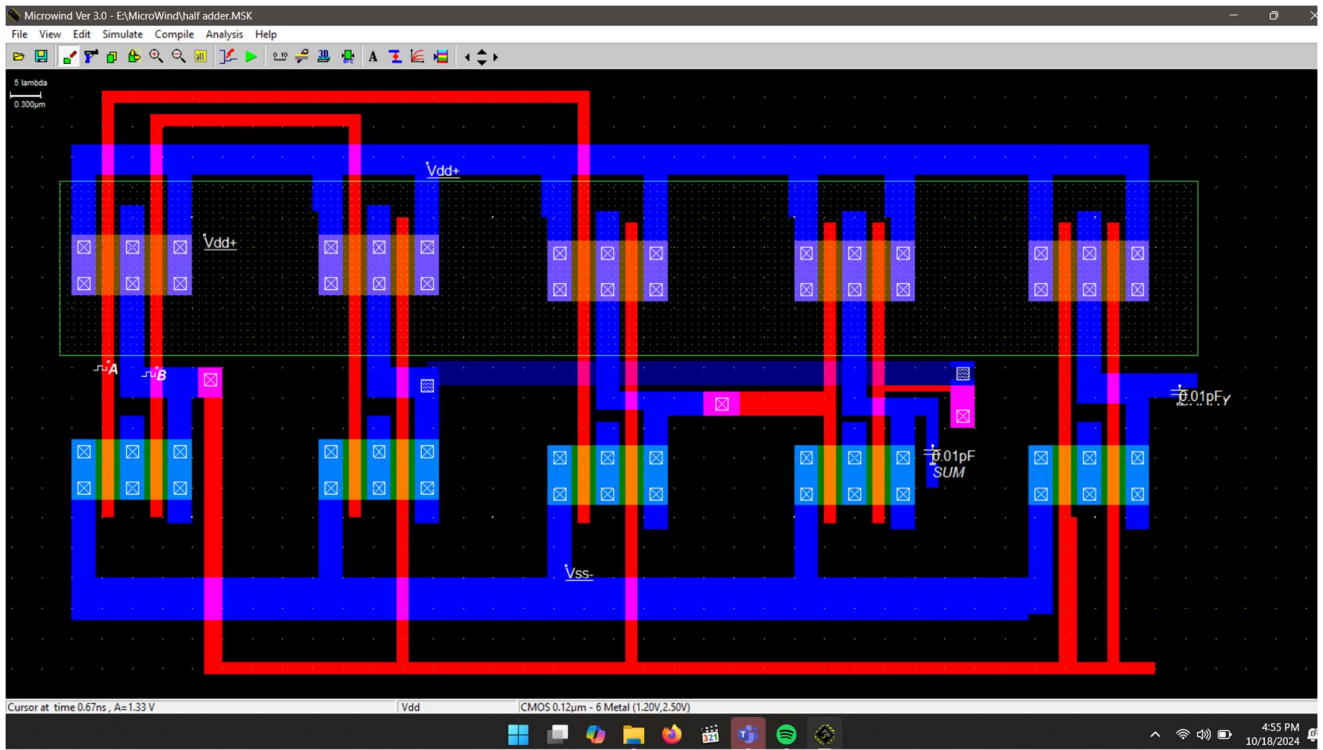 Microwind Ver 3.0 - E:\MicroWind\half adder.MSK
File View Edit Simulate Compile Analysis Help
5 lambda
0.300µm
Vdd+
Vdd+
A
B
0.01pF
0.01pF
SUM
Vss-
Cursor at time 0.67ns , A=1.33 V
Vdd
CMOS 0.12µm - 6 Metal (1.20V,2.50V)
4:55 PM
10/18/2024